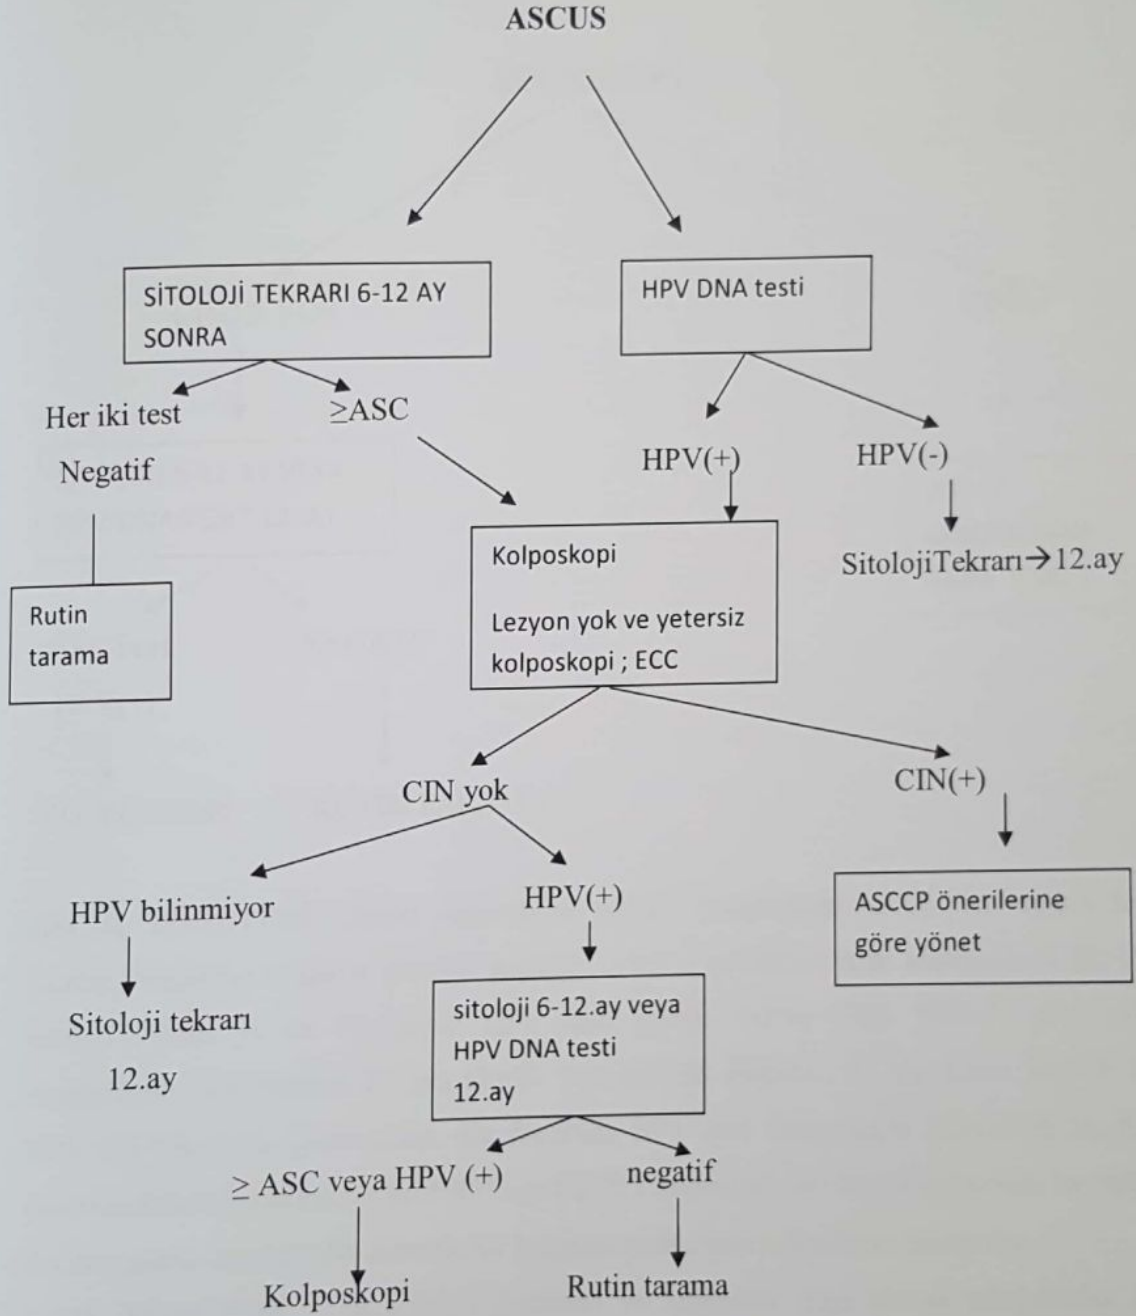 ASCUS
SİTOLOJİ TEKRARI 6-12 AY
SONRA
HPV DNA testi
Her iki test
Negatif
≥ASC
HPV(+)
HPV(-)
Rutin
tarama
Kolposkopi
Lezyon yok ve yetersiz
kolposkopi ; ECC
SitolojiTekrarı→12.ay
CIN yok
CIN(+)
HPV bilinmiyor
HPV(+)
ASCCP önerilerine
göre yönet
Sitoloji tekrarı
12.ay
sitoloji 6-12.ay veya
HPV DNA testi
12.ay
≥ ASC veya HPV (+)
negatif
Kolposkopi
Rutin tarama